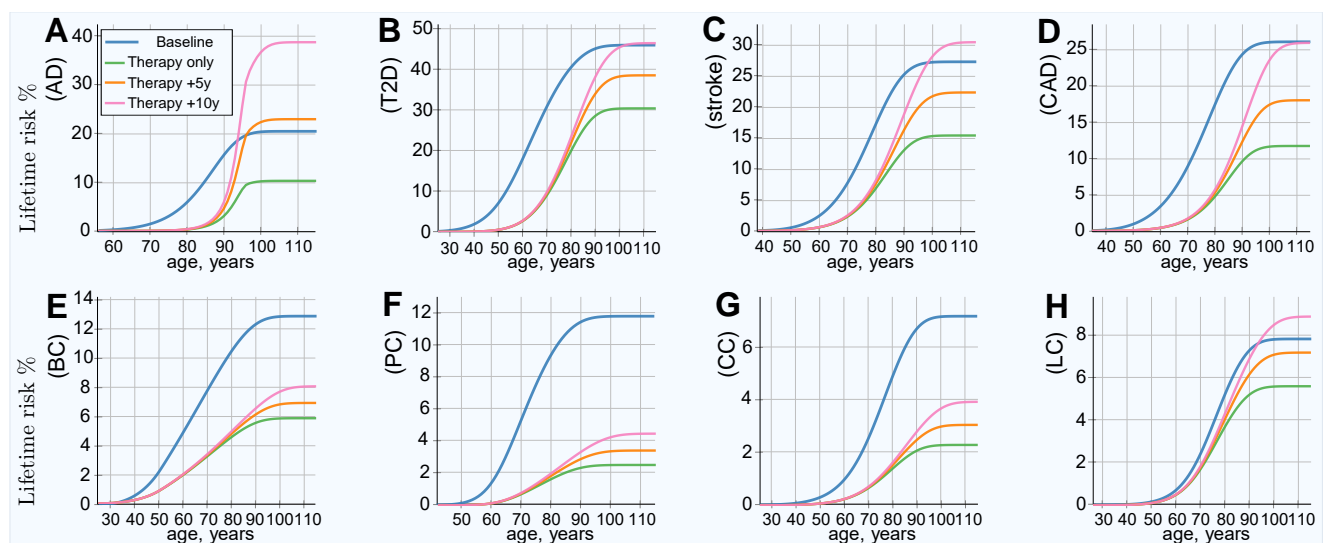 A
B
C
D
Lifetime risk %
(AD)
40
30
20
10
0
Baseline
Therapy only
Therapy +5y
Therapy +10y
60 70 80 90 100 110
age, years
(T2D)
50
40
30
20
10
0
30 40 50 60 70 80 90 100 110
age, years
(stroke)
30
25
20
15
10
5
0
40 50 60 70 80 90 100 110
age, years
(CAD)
25
20
15
10
5
0
40 50 60 70 80 90 100 110
age, years
E
F
G
H
Lifetime risk %
(BC)
14
12
10
8
6
4
2
0
30 40 50 60 70 80 90 100 110
age, years
(PC)
12
10
8
6
4
2
0
50 60 70 80 90 100 110
age, years
(CC)
6
4
2
0
30 40 50 60 70 80 90 100 110
age, years
(LC)
8
6
4
2
0
30 40 50 60 70 80 90 100 110
age, years